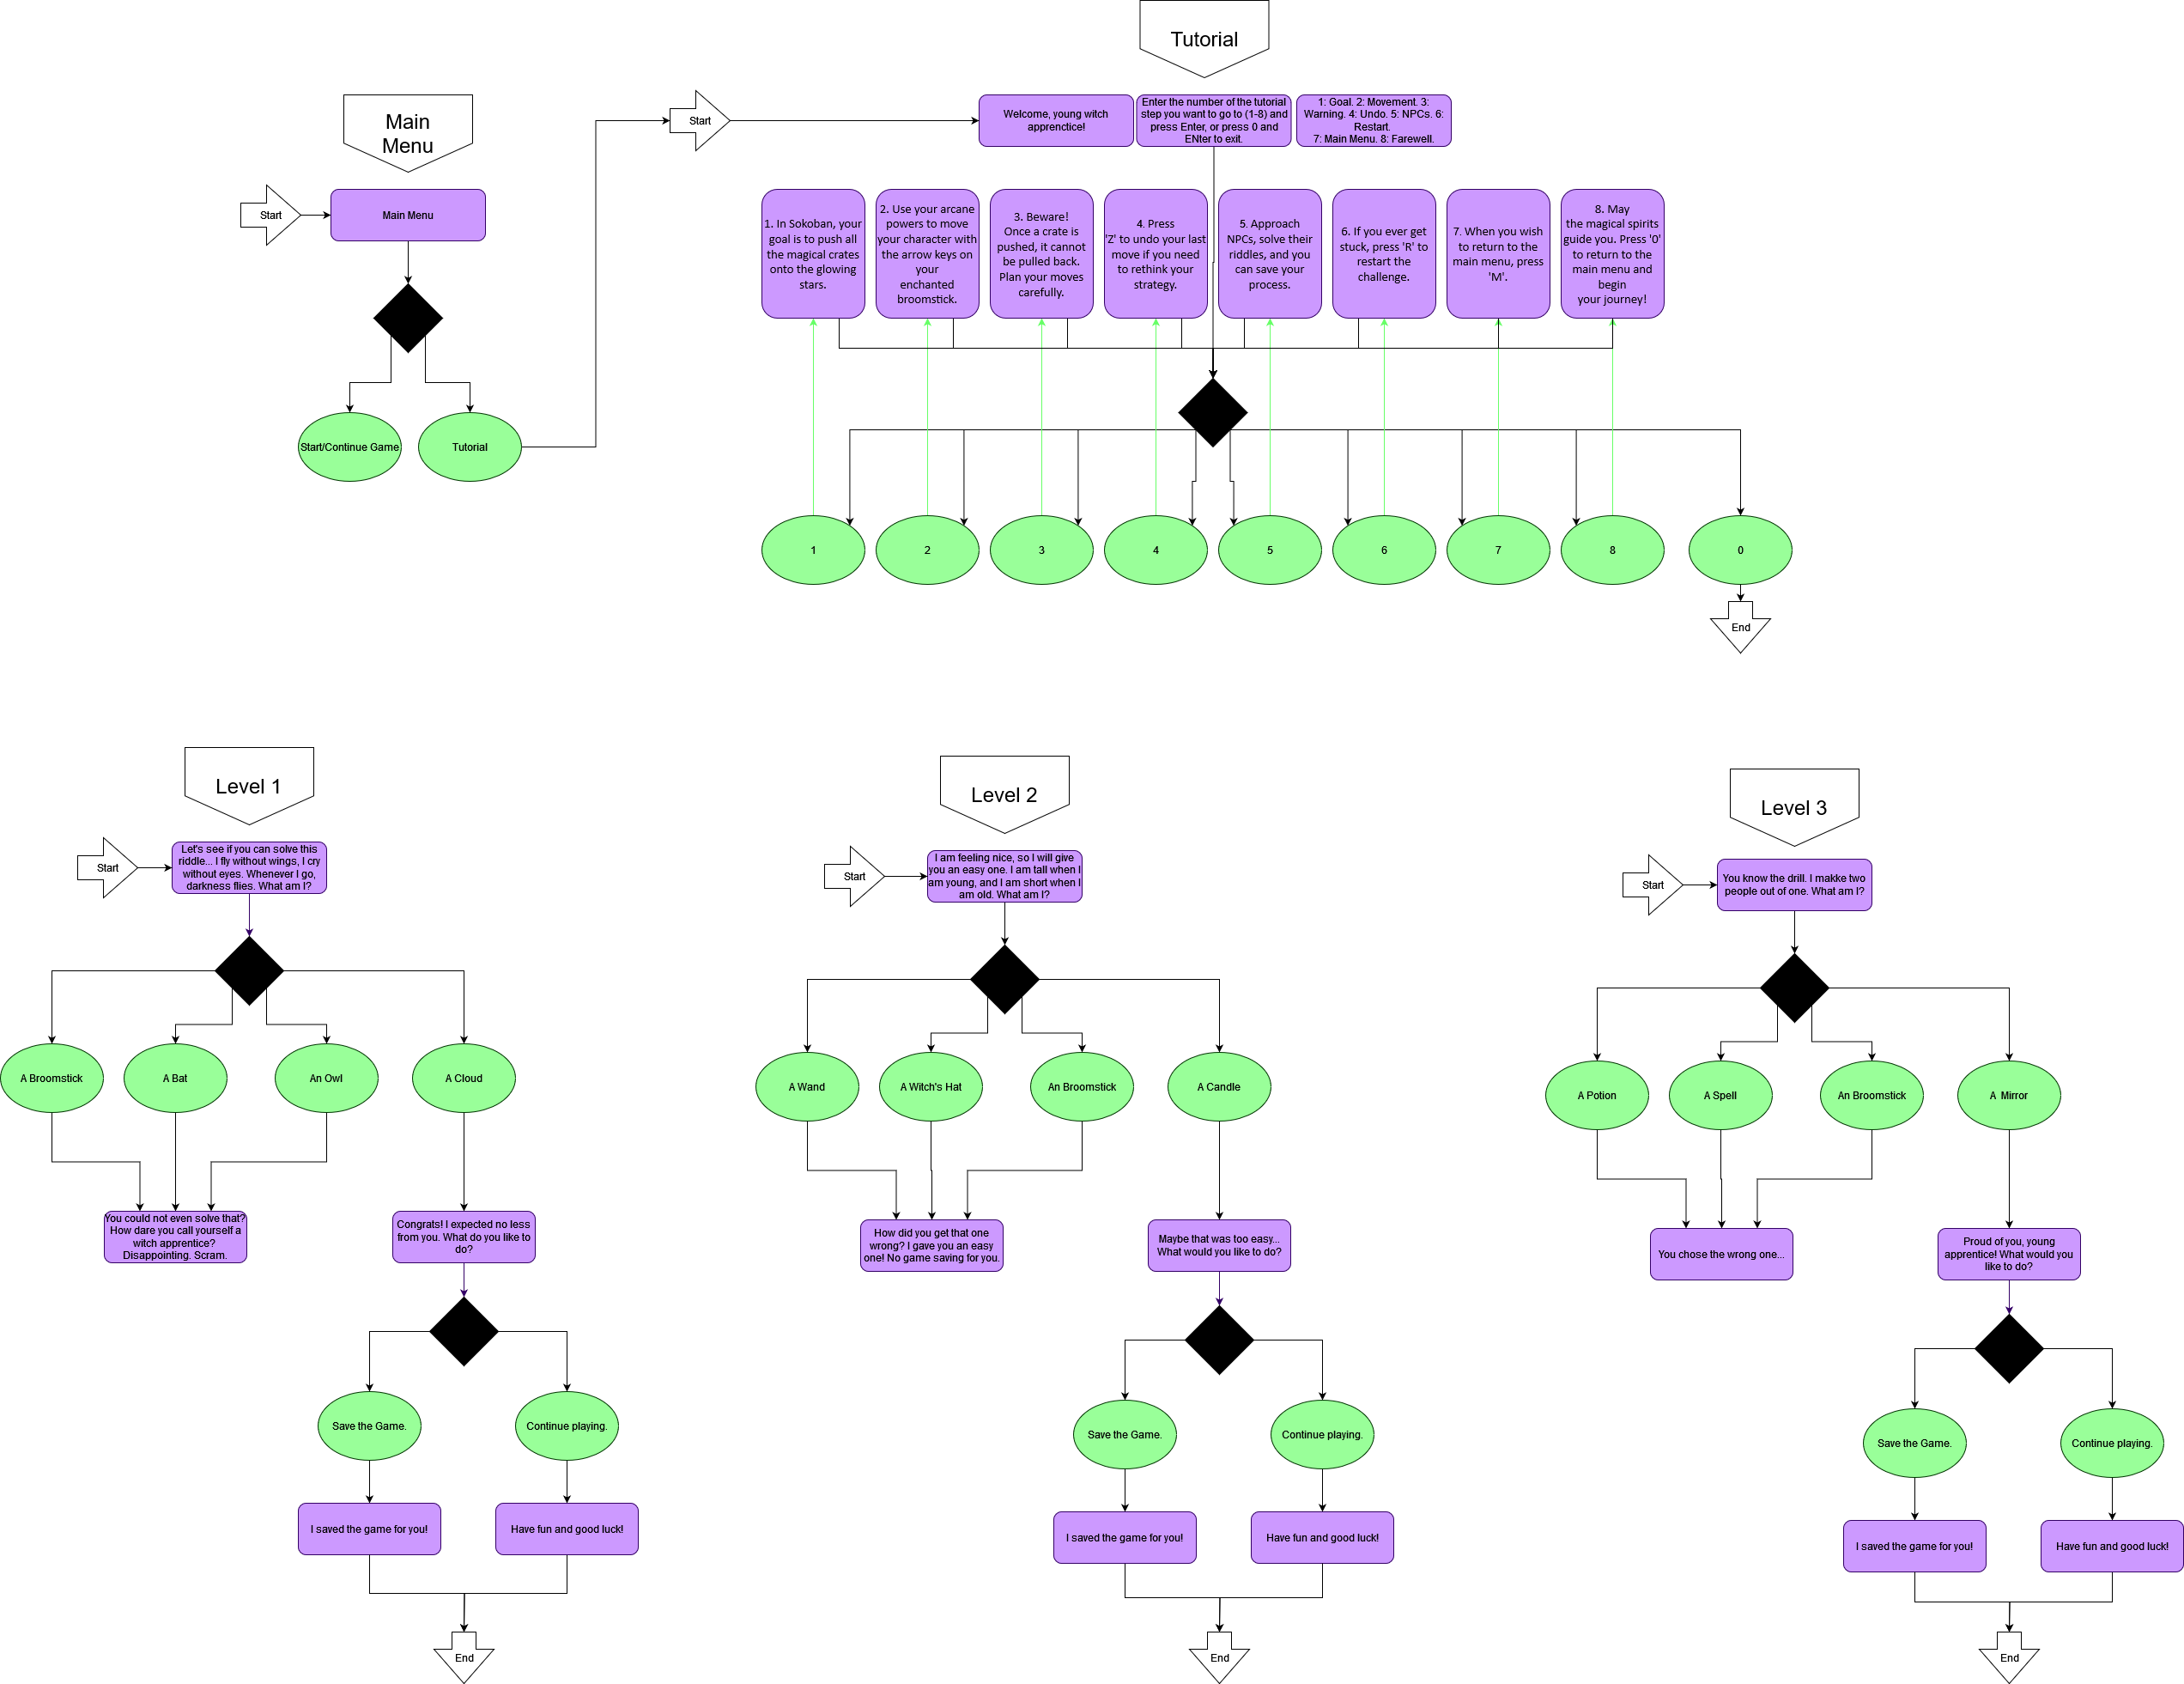 Tutorial
Main
Menu
Start
Main Menu
Start/Continue Game
Tutorial
Start
Welcome, young witch
apprenctice!
Enter the number of the tutorial
step you want to go to (1-8) and
press Enter, or press 0 and
ENter to exit.
1: Goal. 2: Movement. 3:
Warning. 4: Undo. 5: NPCs. 6:
Restart.
7: Main Menu. 8: Farewell.
1. In Sokoban, your
goal is to push all
the magical crates
onto the glowing
stars.
2. Use your arcane
powers to move
your character with
the arrow keys on
your
enchanted
broomstick.
3. Beware!
Once a crate is
pushed, it cannot
be pulled back.
Plan your moves
carefully.
4. Press
'Z' to undo your last
move if you need
to rethink your
strategy.
5. Approach
NPCs, solve their
riddles, and you
can save your
process.
6. If you ever get
stuck, press 'R' to
restart the
challenge.
7. When you wish
to return to the
main menu, press
'M'.
8. May
the magical spirits
guide you. Press '0'
to return to the
main menu and
begin
your journey!
1
2
3
4
5
6
7
8
0
End
Level 1
Start
Let's see if you can solve this
riddle... I fly without wings, I cry
without eyes. Whenever I go,
darkness flies. What am I?
A Broomstick
A Bat
An Owl
A Cloud
You could not even solve that?
How dare you call yourself a
witch apprentice?
Disappointing. Scram.
Congrats! I expected no less
from you. What do you like to
do?
Save the Game.
Continue playing.
I saved the game for you!
Have fun and good luck!
End
Level 2
Start
I am feeling nice, so I will give
you an easy one. I am tall when I
am young, and I am short when I
am old. What am I?
A Wand
A Witch's Hat
An Broomstick
A Candle
How did you get that one
wrong? I gave you an easy
one! No game saving for you.
Maybe that was too easy...
What would you like to do?
Save the Game.
Continue playing.
I saved the game for you!
Have fun and good luck!
End
Level 3
Start
You know the drill. I makke two
people out of one. What am I?
A Potion
A Spell
An Broomstick
A  Mirror
You chose the wrong one...
Proud of you, young
apprentice! What would you
like to do?
Save the Game.
Continue playing.
I saved the game for you!
Have fun and good luck!
End